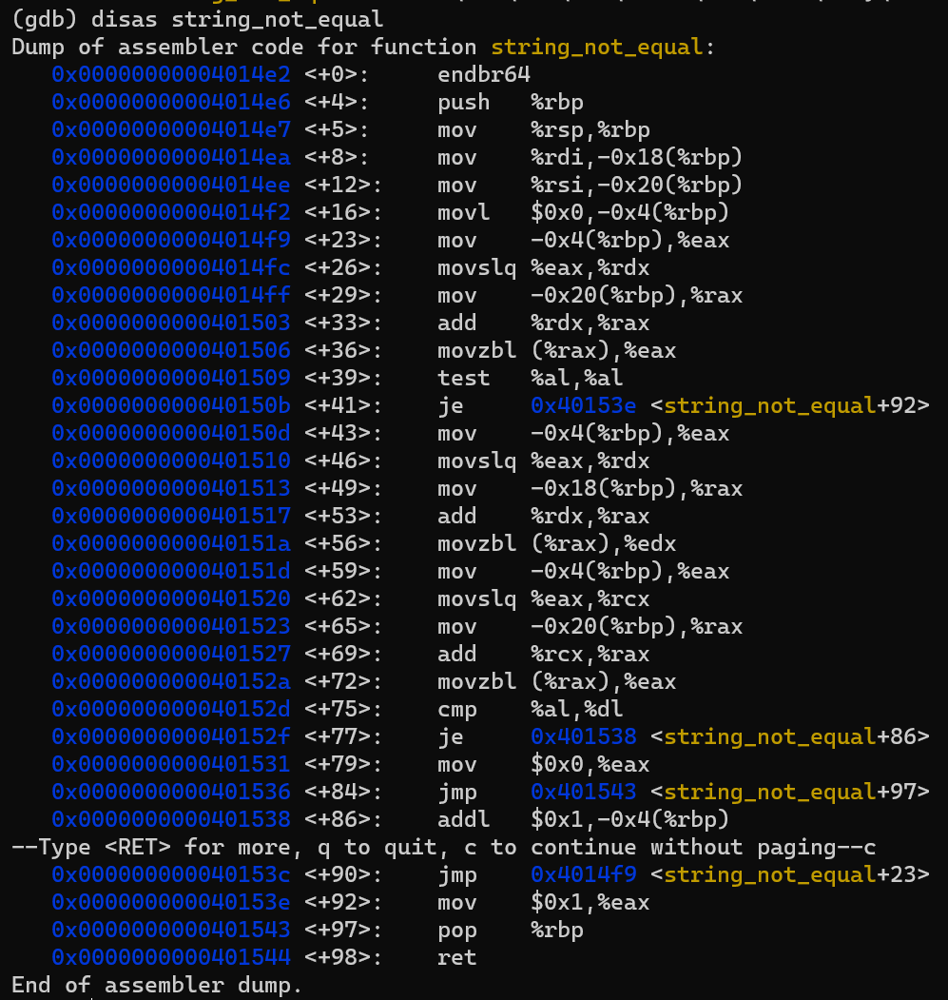 (gdb) disas string_not_equal
Dump of assembler code for function string_not_equal:
   0x00000000004014e2 <+0>:     endbr64
   0x00000000004014e6 <+4>:     push   %rbp
   0x00000000004014e7 <+5>:     mov    %rsp,%rbp
   0x00000000004014ea <+8>:     mov    %rdi,-0x18(%rbp)
   0x00000000004014ee <+12>:    mov    %rsi,-0x20(%rbp)
   0x00000000004014f2 <+16>:    movl   $0x0,-0x4(%rbp)
   0x00000000004014f9 <+23>:    mov    -0x4(%rbp),%eax
   0x00000000004014fc <+26>:    movslq %eax,%rdx
   0x00000000004014ff <+29>:    mov    -0x20(%rbp),%rax
   0x0000000000401503 <+33>:    add    %rdx,%rax
   0x0000000000401506 <+36>:    movzbl (%rax),%eax
   0x0000000000401509 <+39>:    test   %al,%al
   0x000000000040150b <+41>:    je     0x40153e <string_not_equal+92>
   0x000000000040150d <+43>:    mov    -0x4(%rbp),%eax
   0x0000000000401510 <+46>:    movslq %eax,%rdx
   0x0000000000401513 <+49>:    mov    -0x18(%rbp),%rax
   0x0000000000401517 <+53>:    add    %rdx,%rax
   0x000000000040151a <+56>:    movzbl (%rax),%edx
   0x000000000040151d <+59>:    mov    -0x4(%rbp),%eax
   0x0000000000401520 <+62>:    movslq %eax,%rcx
   0x0000000000401523 <+65>:    mov    -0x20(%rbp),%rax
   0x0000000000401527 <+69>:    add    %rcx,%rax
   0x000000000040152a <+72>:    movzbl (%rax),%eax
   0x000000000040152d <+75>:    cmp    %al,%dl
   0x000000000040152f <+77>:    je     0x401538 <string_not_equal+86>
   0x0000000000401531 <+79>:    mov    $0x0,%eax
   0x0000000000401536 <+84>:    jmp    0x401543 <string_not_equal+97>
   0x0000000000401538 <+86>:    addl   $0x1,-0x4(%rbp)
--Type <RET> for more, q to quit, c to continue without paging--c
   0x000000000040153c <+90>:    jmp    0x4014f9 <string_not_equal+23>
   0x000000000040153e <+92>:    mov    $0x1,%eax
   0x0000000000401543 <+97>:    pop    %rbp
   0x0000000000401544 <+98>:    ret
End of assembler dump.